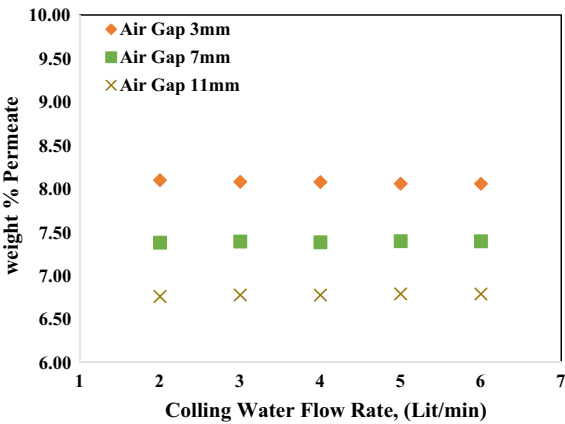 10.00
9.50
9.00
8.50
8.00
7.50
7.00
6.50
6.00
weight % Permeate
Air Gap 3mm
Air Gap 7mm
Air Gap 11mm
1 2 3 4 5 6 7
Colling Water Flow Rate, (Lit/min)